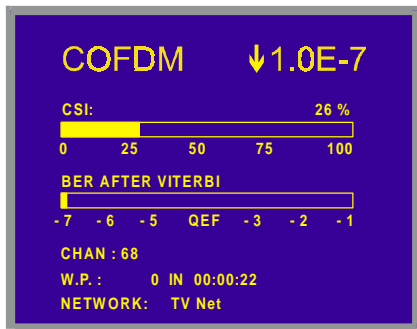 COFDM ↓1.0E-7
CSI: 26 %
0 25 50 75 100
BER AFTER VITERBI
- 7 - 6 - 5 QEF - 3 - 2 - 1
CHAN : 68
W.P. : 0 IN 00:00:22
NETWORK: TV Net